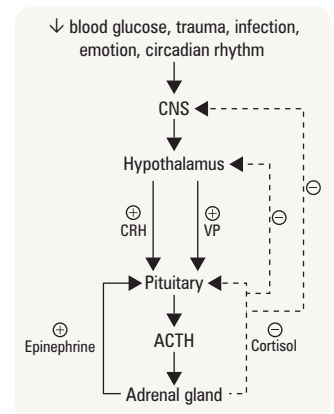 ↓ blood glucose, trauma, infection,
emotion, circadian rhythm
CNS
⊖
Hypothalamus
⊖
⊕ ⊕
CRH VP
Pituitary
⊕ ⊖
Epinephrine ACTH Cortisol
Adrenal gland